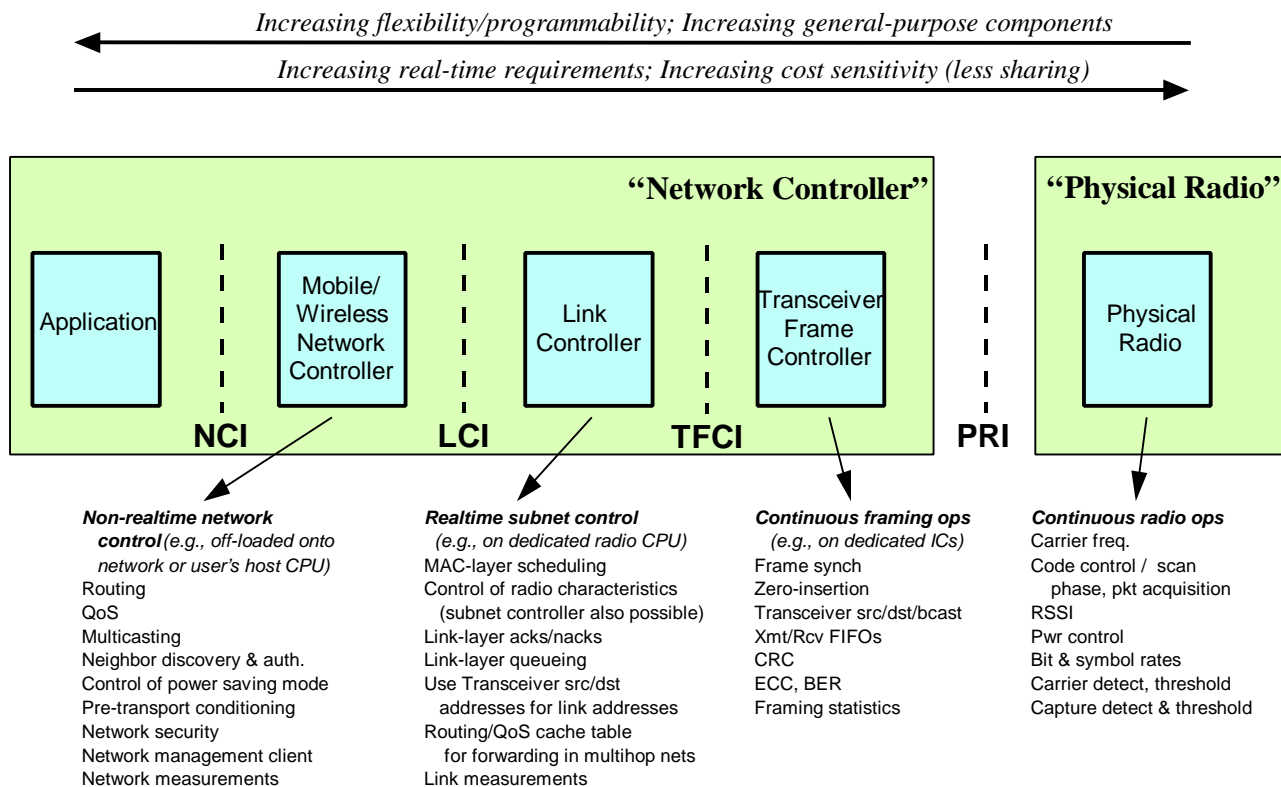 Increasing flexibility/programmability; Increasing general-purpose components
Increasing real-time requirements; Increasing cost sensitivity (less sharing)
“Network Controller”
“Physical Radio”
Application
Mobile/
Wireless
Network
Controller
Link
Controller
Transceiver
Frame
Controller
Physical
Radio
NCI
LCI
TFCI
PRI
Non-realtime network
control (e.g., off-loaded onto
network or user’s host CPU)
Routing
QoS
Multicasting
Neighbor discovery & auth.
Control of power saving mode
Pre-transport conditioning
Network security
Network management client
Network measurements
Realtime subnet control
(e.g., on dedicated radio CPU)
MAC-layer scheduling
Control of radio characteristics
(subnet controller also possible)
Link-layer acks/nacks
Link-layer queueing
Use Transceiver src/dst
addresses for link addresses
Routing/QoS cache table
for forwarding in multihop nets
Link measurements
Continuous framing ops
(e.g., on dedicated ICs)
Frame synch
Zero-insertion
Transceiver src/dst/bcast
Xmt/Rcv FIFOs
CRC
ECC, BER
Framing statistics
Continuous radio ops
Carrier freq.
Code control / scan
phase, pkt acquisition
RSSI
Pwr control
Bit & symbol rates
Carrier detect, threshold
Capture detect & threshold